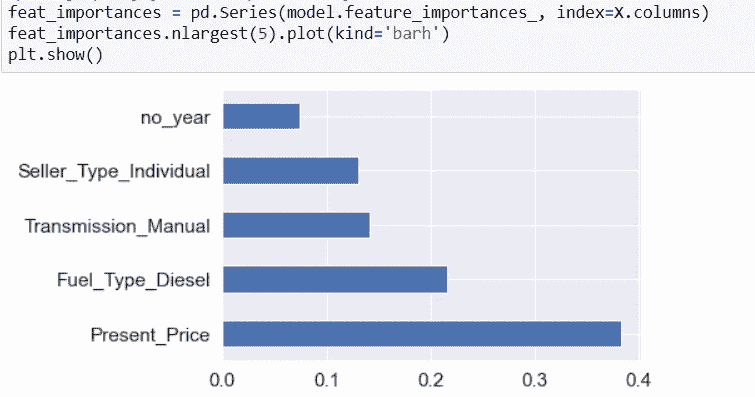 feat_importances = pd.Series(model.feature_importances_, index=X.columns)
feat_importances.nlargest(5).plot(kind='barh')
plt.show()
no_year
Seller_Type_Individual
Transmission_Manual
Fuel_Type_Diesel
Present_Price
0.0 0.1 0.2 0.3 0.4